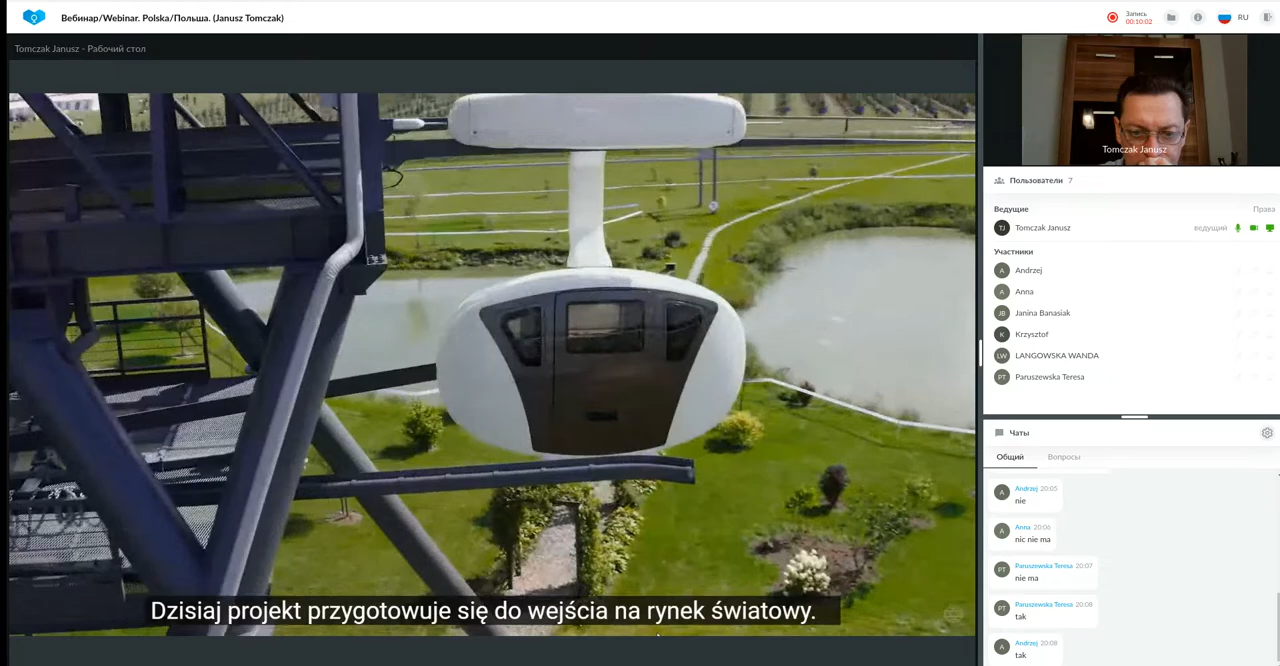 Вебинар/Webinar. Polska/Польша. (Janusz Tomczak)
Запись
00:10:02
RU
Tomczak Janusz - Рабочий стол
Tomczak Janusz
Пользователи 7
Ведущие Права
TJ Tomczak Janusz ведущий
Участники
A Andrzej
A Anna
JB Janina Banasiak
K Krzysztof
LW LANGOWSKA WANDA
PT Paruszewska Teresa
Чаты
Общий Вопросы
A Andrzej 20:05
nie
A Anna 20:06
nic nie ma
PT Paruszewska Teresa 20:07
nie ma
PT Paruszewska Teresa 20:08
tak
A Andrzej 20:08
tak
Dzisiaj projekt przygotowuje się do wejścia na rynek światowy.